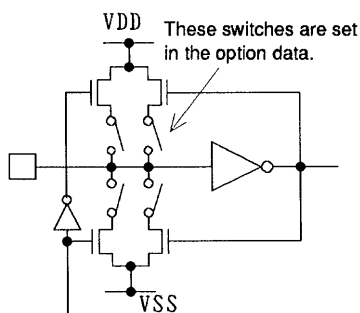 VDD
These switches are set
in the option data.
VSS